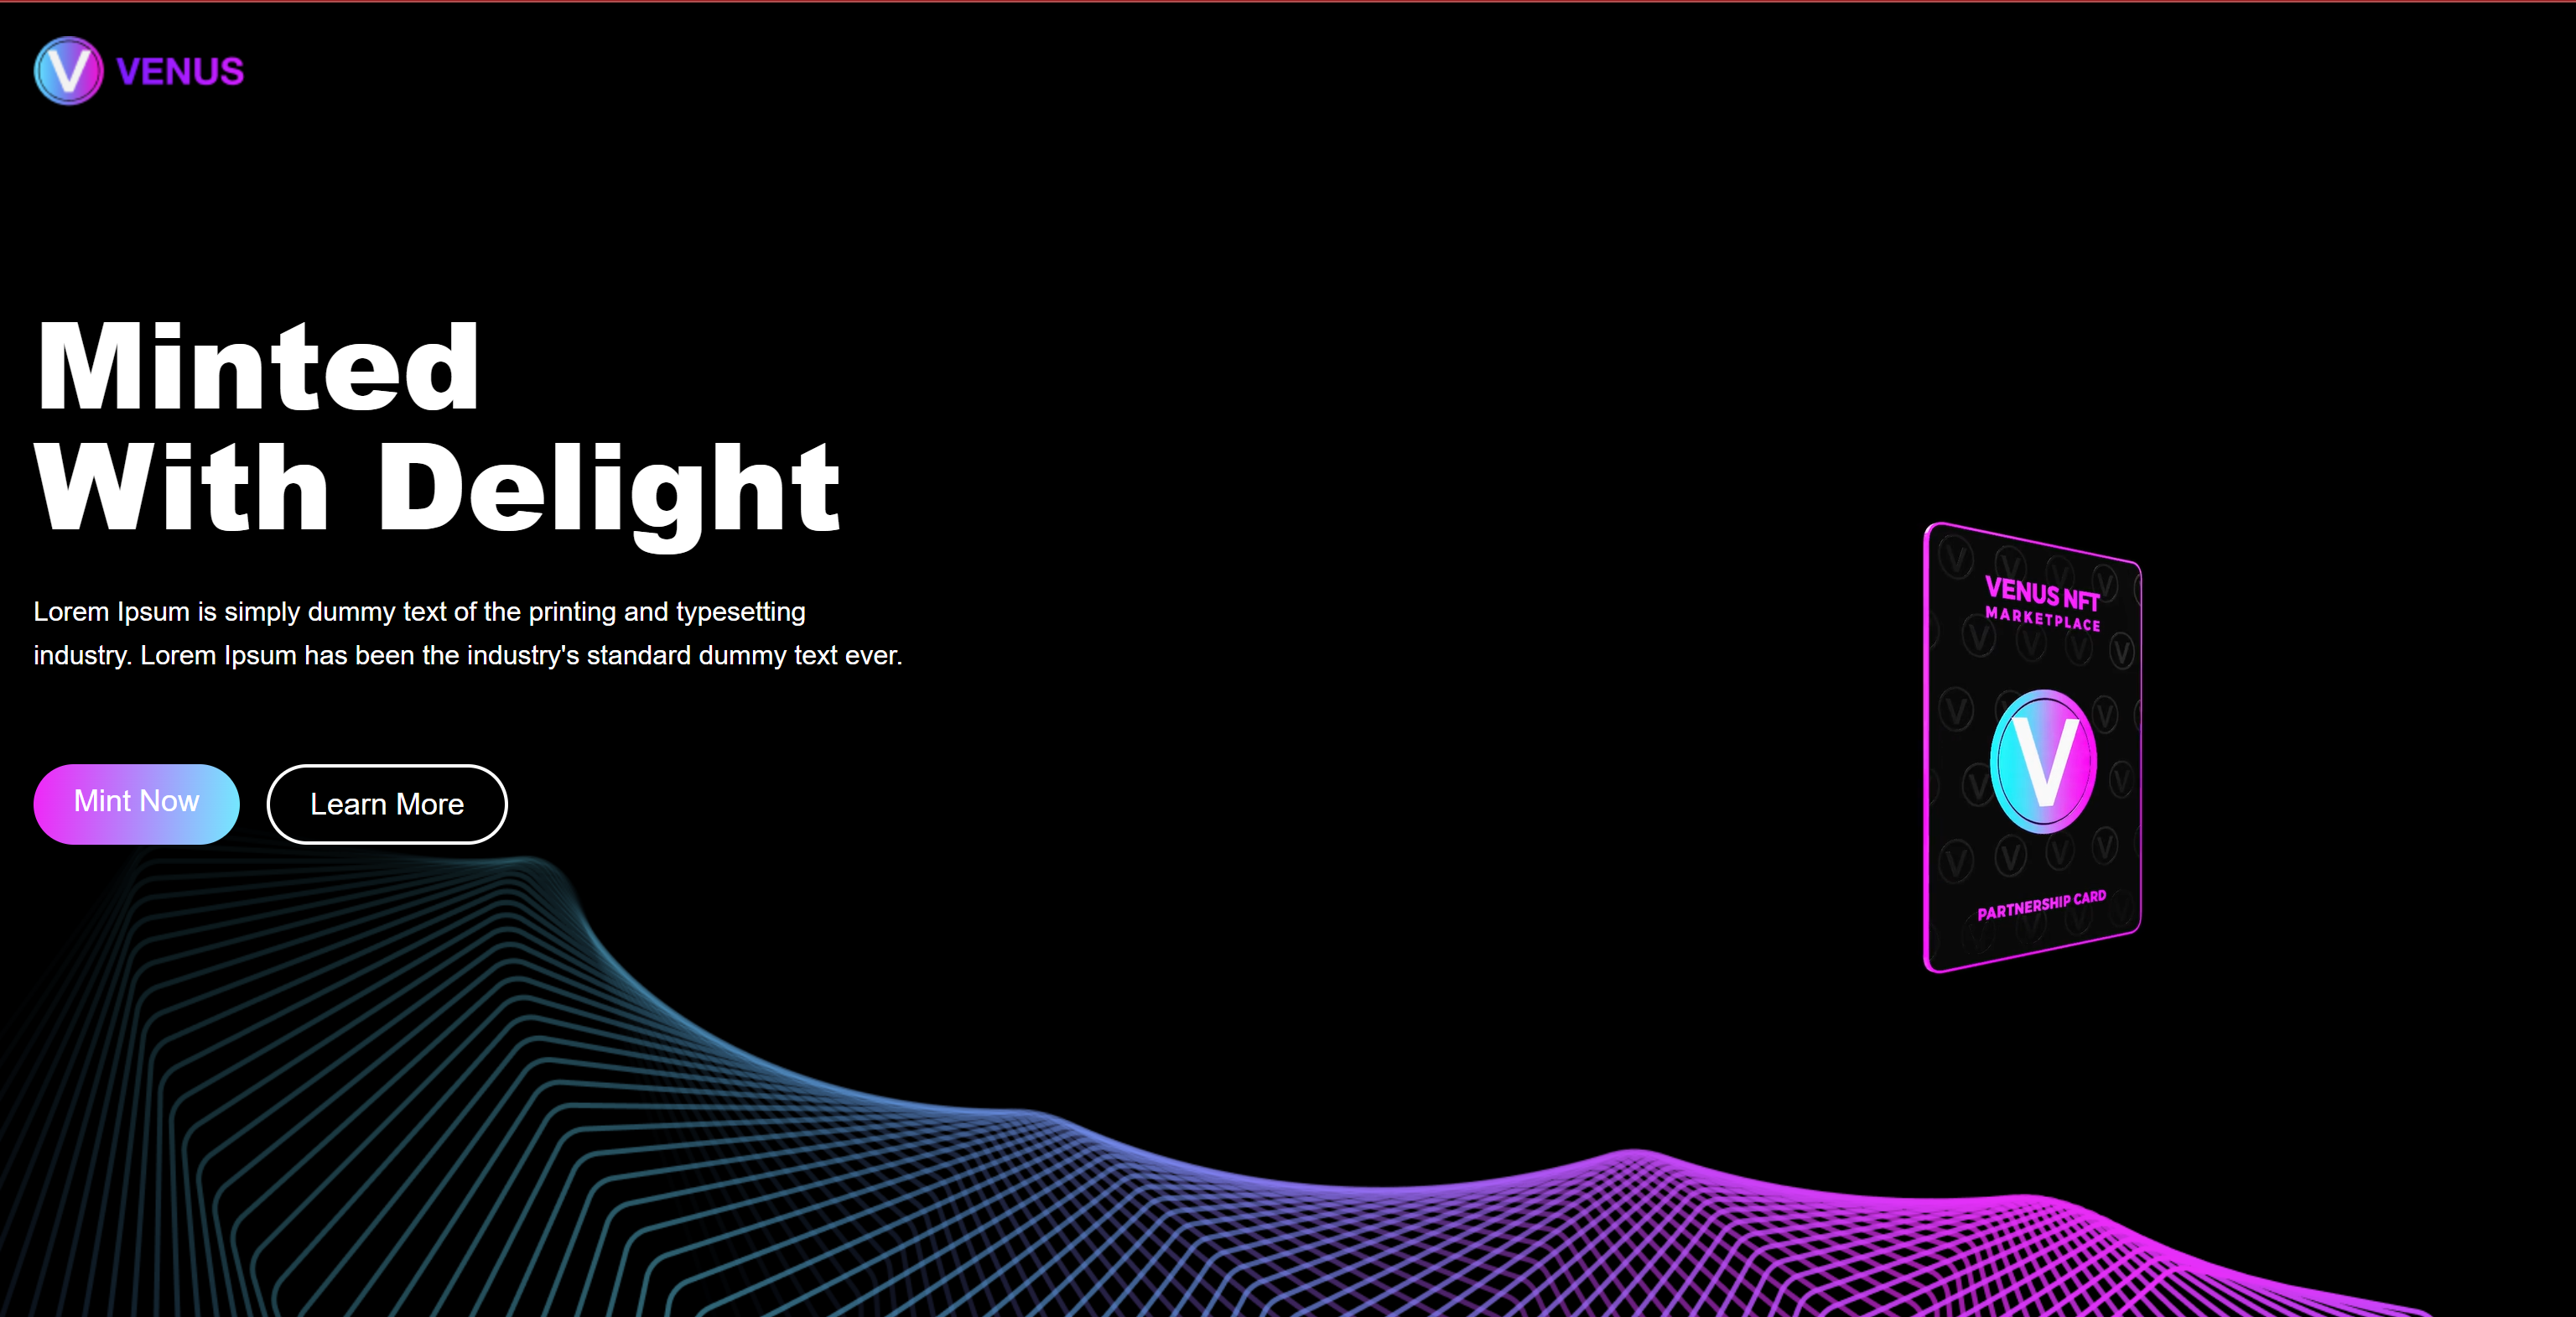 V VENUS
Minted
With Delight
Lorem Ipsum is simply dummy text of the printing and typesetting
industry. Lorem Ipsum has been the industry's standard dummy text ever.
Mint Now
Learn More
VENUS NFT
MARKETPLACE
V
PARTNERSHIP CARD